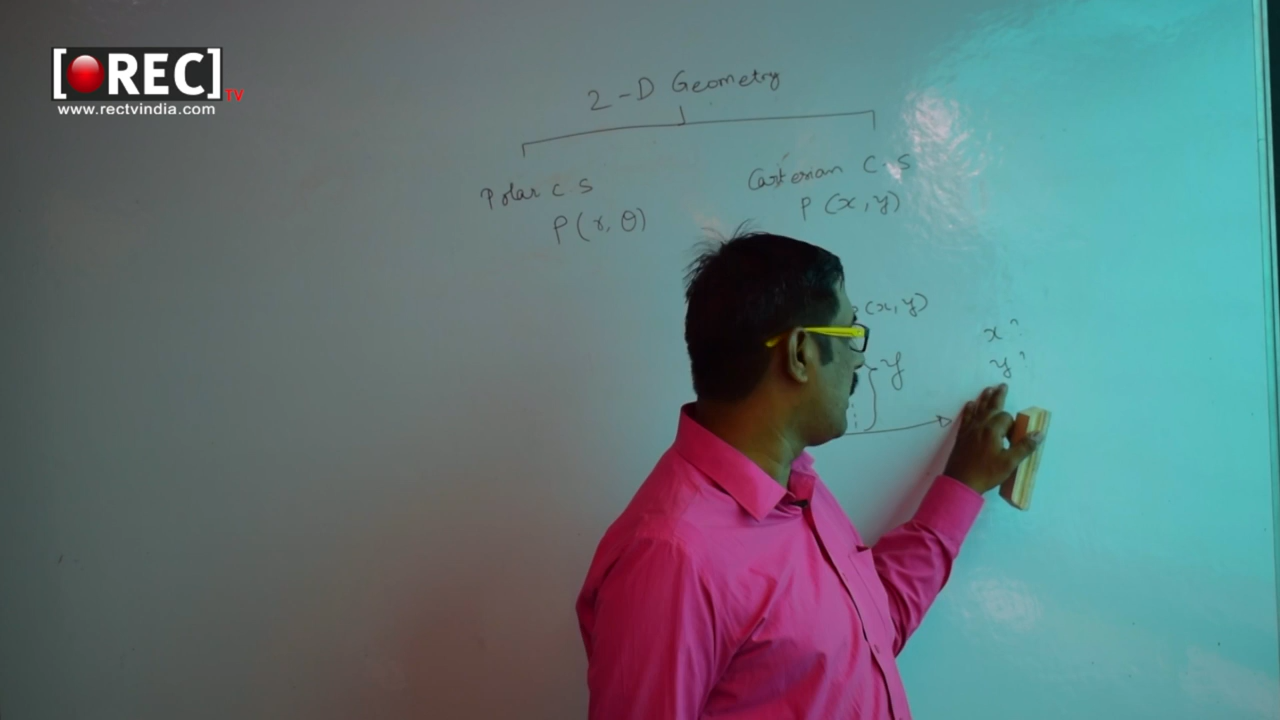 [REC]
TV
www.rectvindia.com
2-D Geometry
Polar C S
Cartesian C.S
P(r, θ)
P (x, y)
(x, y)
x?
y
y?